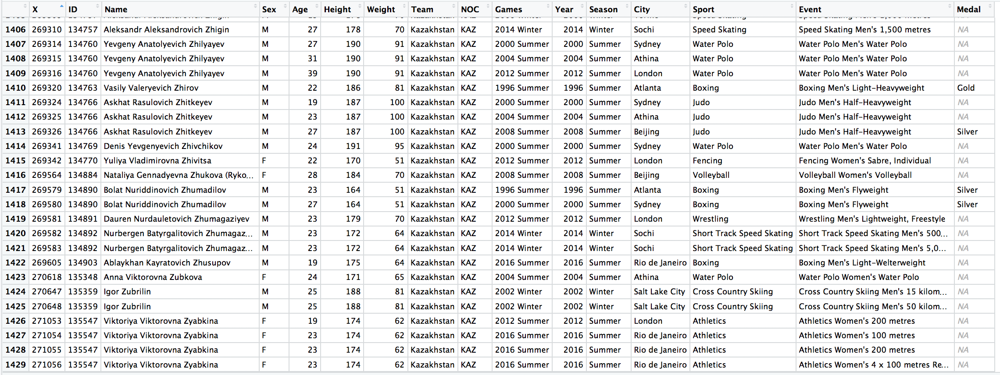 X ID Name Sex Age Height Weight Team NOC Games Year Season City Sport Event Medal
1406 269310 134757 Aleksandr Aleksandrovich Zhigin M 27 178 70 Kazakhstan KAZ 2014 Winter 2014 Winter Sochi Speed Skating Speed Skating Men's 1,500 metres NA
1407 269314 134760 Yevgeny Anatolyevich Zhilyayev M 27 190 91 Kazakhstan KAZ 2000 Summer 2000 Summer Sydney Water Polo Water Polo Men's Water Polo NA
1408 269315 134760 Yevgeny Anatolyevich Zhilyayev M 31 190 91 Kazakhstan KAZ 2004 Summer 2004 Summer Athina Water Polo Water Polo Men's Water Polo NA
1409 269316 134760 Yevgeny Anatolyevich Zhilyayev M 39 190 91 Kazakhstan KAZ 2012 Summer 2012 Summer London Water Polo Water Polo Men's Water Polo NA
1410 269320 134763 Vasily Valeryevich Zhirov M 22 186 81 Kazakhstan KAZ 1996 Summer 1996 Summer Atlanta Boxing Boxing Men's Light-Heavyweight Gold
1411 269324 134766 Askhat Rasulovich Zhitkeyev M 19 187 100 Kazakhstan KAZ 2000 Summer 2000 Summer Sydney Judo Judo Men's Half-Heavyweight NA
1412 269325 134766 Askhat Rasulovich Zhitkeyev M 23 187 100 Kazakhstan KAZ 2004 Summer 2004 Summer Athina Judo Judo Men's Half-Heavyweight NA
1413 269326 134766 Askhat Rasulovich Zhitkeyev M 27 187 100 Kazakhstan KAZ 2008 Summer 2008 Summer Beijing Judo Judo Men's Half-Heavyweight Silver
1414 269341 134769 Denis Yevgenyevich Zhivchikov M 24 191 95 Kazakhstan KAZ 2000 Summer 2000 Summer Sydney Water Polo Water Polo Men's Water Polo NA
1415 269342 134770 Yuliya Vladimirovna Zhivitsa F 22 170 51 Kazakhstan KAZ 2012 Summer 2012 Summer London Fencing Fencing Women's Sabre, Individual NA
1416 269564 134884 Nataliya Gennadyevna Zhukova (Ryko... F 28 184 70 Kazakhstan KAZ 2008 Summer 2008 Summer Beijing Volleyball Volleyball Women's Volleyball NA
1417 269579 134890 Bolat Nuriddinovich Zhumadilov M 23 164 51 Kazakhstan KAZ 1996 Summer 1996 Summer Atlanta Boxing Boxing Men's Flyweight Silver
1418 269580 134890 Bolat Nuriddinovich Zhumadilov M 27 164 51 Kazakhstan KAZ 2000 Summer 2000 Summer Sydney Boxing Boxing Men's Flyweight Silver
1419 269581 134891 Dauren Nurdauletovich Zhumagaziyev M 23 179 70 Kazakhstan KAZ 2012 Summer 2012 Summer London Wrestling Wrestling Men's Lightweight, Freestyle NA
1420 269582 134892 Nurbergen Batyrgalitovich Zhumagaz... M 23 172 64 Kazakhstan KAZ 2014 Winter 2014 Winter Sochi Short Track Speed Skating Short Track Speed Skating Men's 500... NA
1421 269583 134892 Nurbergen Batyrgalitovich Zhumagaz... M 23 172 64 Kazakhstan KAZ 2014 Winter 2014 Winter Sochi Short Track Speed Skating Short Track Speed Skating Men's 5,0... NA
1422 269605 134903 Ablaykhan Kayratovich Zhusupov M 19 175 64 Kazakhstan KAZ 2016 Summer 2016 Summer Rio de Janeiro Boxing Boxing Men's Light-Welterweight NA
1423 270618 135348 Anna Viktorovna Zubkova F 24 171 65 Kazakhstan KAZ 2004 Summer 2004 Summer Athina Water Polo Water Polo Women's Water Polo NA
1424 270647 135359 Igor Zubrilin M 25 188 81 Kazakhstan KAZ 2002 Winter 2002 Winter Salt Lake City Cross Country Skiing Cross Country Skiing Men's 15 kilom... NA
1425 270648 135359 Igor Zubrilin M 25 188 81 Kazakhstan KAZ 2002 Winter 2002 Winter Salt Lake City Cross Country Skiing Cross Country Skiing Men's 50 kilom... NA
1426 271053 135547 Viktoriya Viktorovna Zyabkina F 19 174 62 Kazakhstan KAZ 2012 Summer 2012 Summer London Athletics Athletics Women's 200 metres NA
1427 271054 135547 Viktoriya Viktorovna Zyabkina F 23 174 62 Kazakhstan KAZ 2016 Summer 2016 Summer Rio de Janeiro Athletics Athletics Women's 100 metres NA
1428 271055 135547 Viktoriya Viktorovna Zyabkina F 23 174 62 Kazakhstan KAZ 2016 Summer 2016 Summer Rio de Janeiro Athletics Athletics Women's 200 metres NA
1429 271056 135547 Viktoriya Viktorovna Zyabkina F 23 174 62 Kazakhstan KAZ 2016 Summer 2016 Summer Rio de Janeiro Athletics Athletics Women's 4 x 100 metres Re... NA